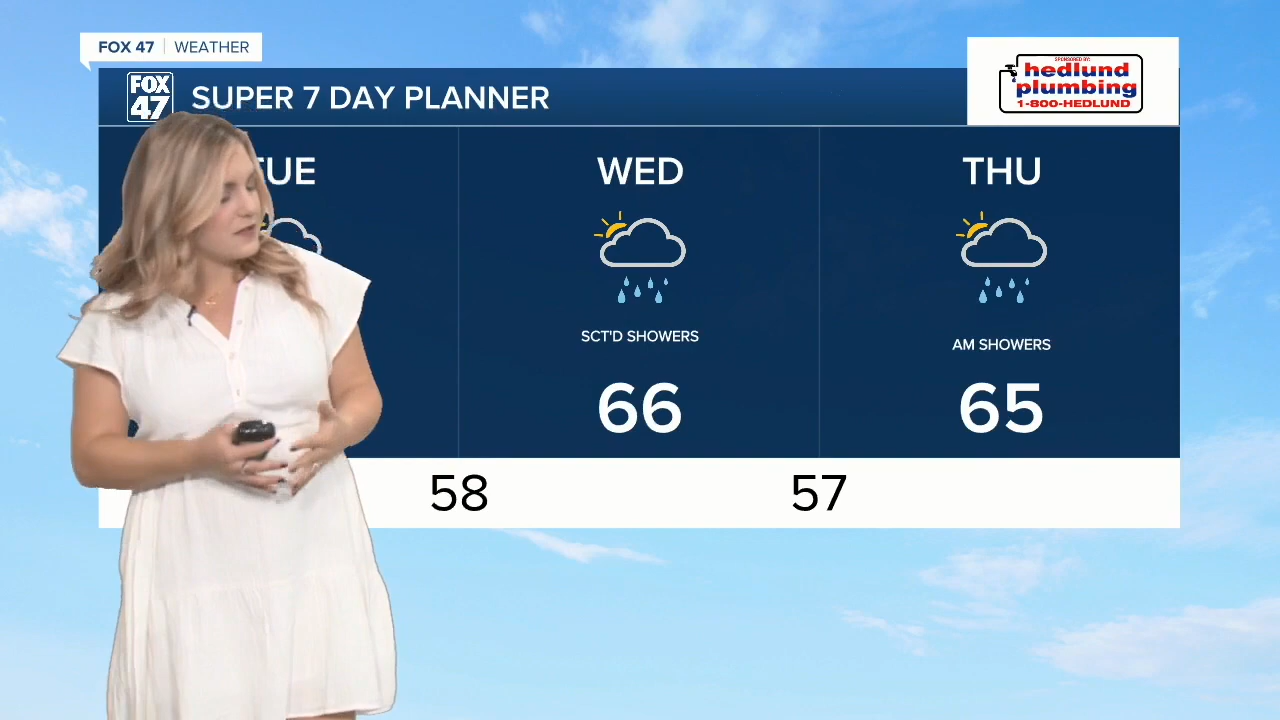 FOX 47 | WEATHER
FOX
47
SUPER 7 DAY PLANNER
SPONSORED BY:
hedlund
plumbing
1-800-HEDLUND
TUE
WED
THU
SCT'D SHOWERS
AM SHOWERS
66
65
58
57